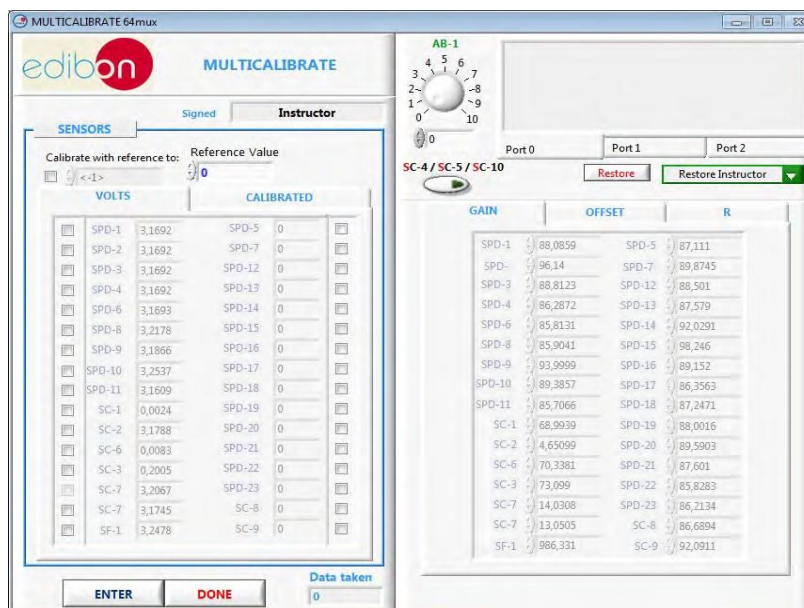 MULTICALIBRATE 64mux
edibon
MULTICALIBRATE
Signed Instructor
SENSORS
Calibrate with reference to: Reference Value
<-1> 0
VOLTS CALIBRATED
SPD-1 3,1692 SPD-5 0
SPD-2 3,1692 SPD-7 0
SPD-3 3,1692 SPD-12 0
SPD-4 3,1692 SPD-13 0
SPD-6 3,1693 SPD-14 0
SPD-8 3,2178 SPD-15 0
SPD-9 3,1866 SPD-16 0
SPD-10 3,2537 SPD-17 0
SPD-11 3,1609 SPD-18 0
SC-1 0,0024 SPD-19 0
SC-2 3,1788 SPD-20 0
SC-6 0,0083 SPD-21 0
SC-3 0,2005 SPD-22 0
SC-7 3,2067 SPD-23 0
SC-7 3,1745 SC-8 0
SF-1 3,2478 SC-9 0
ENTER DONE
Data taken
0
AB-1
0 1 2 3 4 5 6 7 8 9 10
0
Port 0 Port 1 Port 2
SC-4 / SC-5 / SC-10
Restore Restore Instructor
GAIN OFFSET R
SPD-1 88,0859 SPD-5 87,111
SPD- 96,14 SPD-7 89,8745
SPD-3 88,8123 SPD-12 88,501
SPD-4 86,2872 SPD-13 87,579
SPD-6 85,8131 SPD-14 92,0291
SPD-8 85,9041 SPD-15 98,246
SPD-9 93,9999 SPD-16 89,152
SPD-10 89,3857 SPD-17 86,3563
SPD-11 85,7066 SPD-18 87,2471
SC-1 68,9939 SPD-19 88,0016
SC-2 4,65099 SPD-20 89,5903
SC-6 70,3381 SPD-21 87,601
SC-3 73,099 SPD-22 85,8283
SC-7 14,0308 SPD-23 86,2134
SC-7 13,0505 SC-8 86,6894
SF-1 986,331 SC-9 92,0911